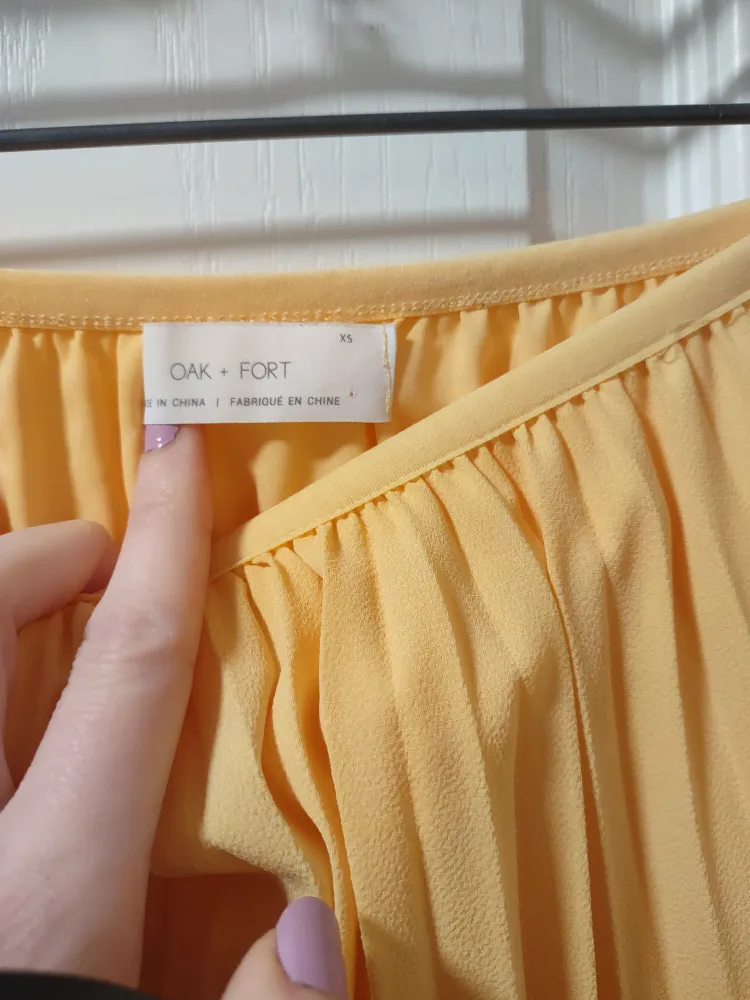 XS
OAK + FORT
IN CHINA | FABRIQUÉ EN CHINE